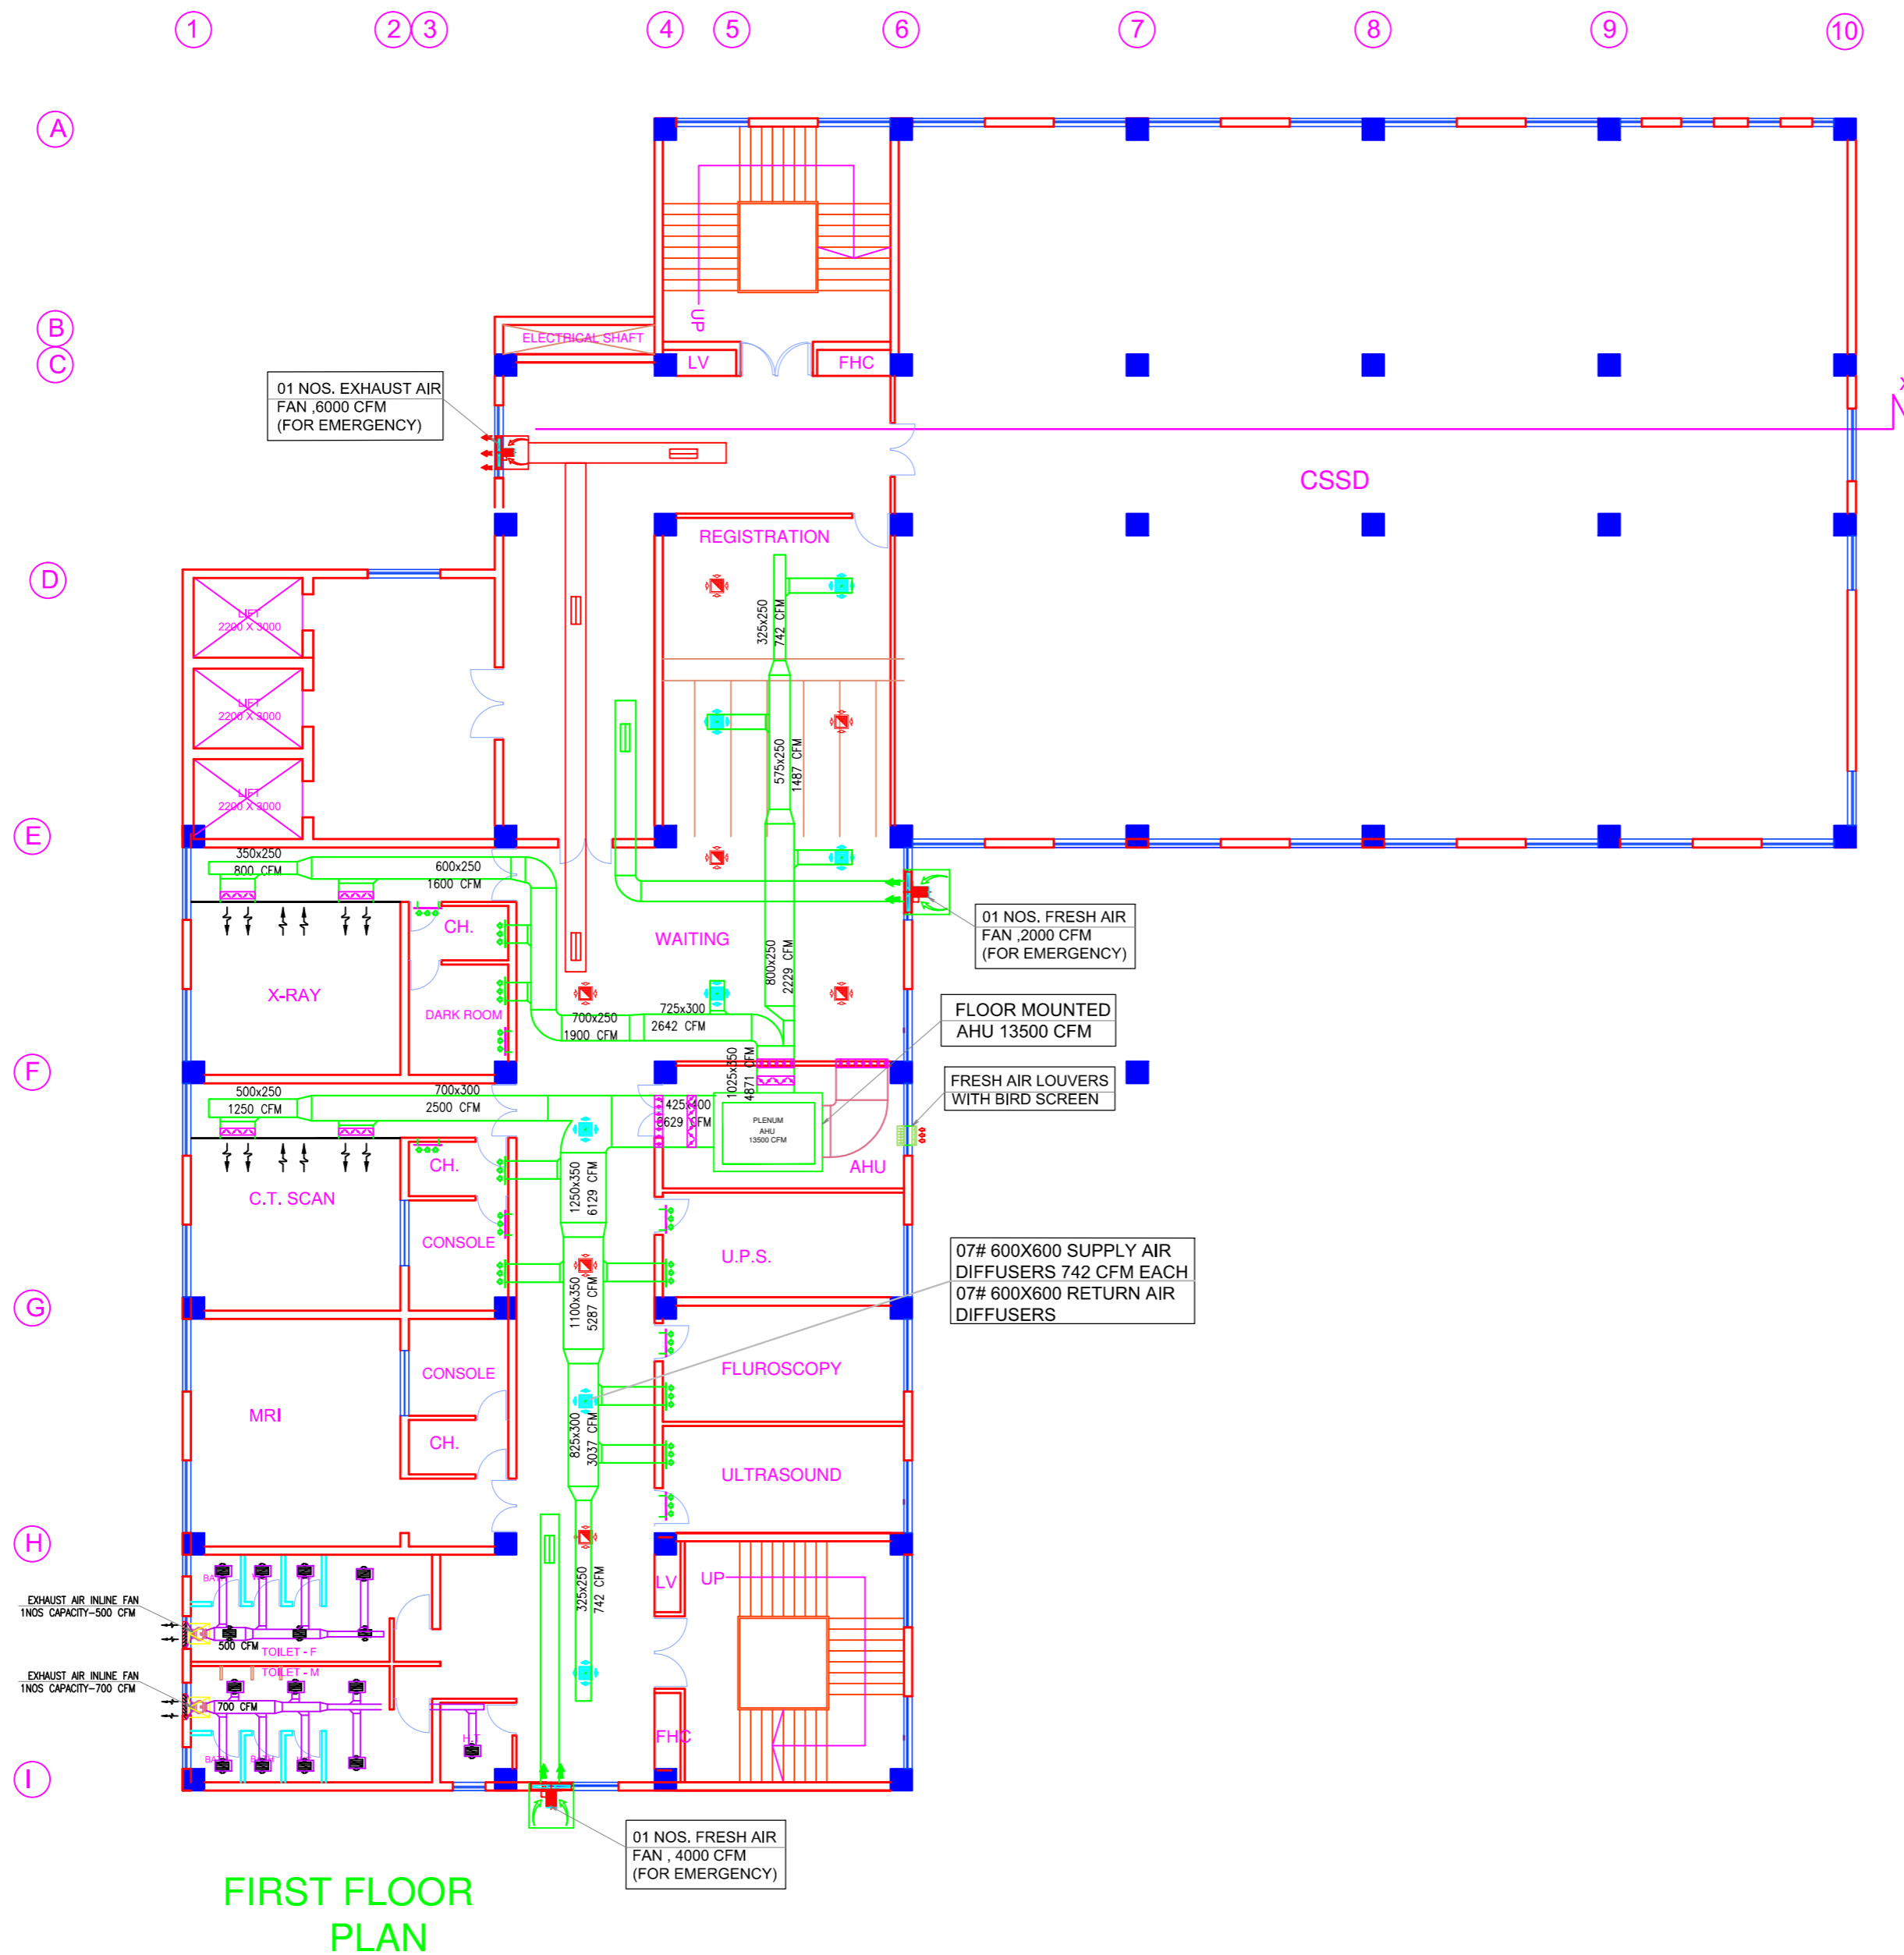 1
2
3
4
5
6
7
8
9
10
A
B
C
D
E
F
G
H
I
UP
ELECTRICAL SHAFT
LV
FHC
01 NOS. EXHAUST AIR
FAN ,6000 CFM
(FOR EMERGENCY)
CSSD
REGISTRATION
LIFT
2200 X 3000
LIFT
2200 X 3000
LIFT
2200 X 3000
325x250
742 CFM
575x250
1487 CFM
350x250
800 CFM
600x250
1600 CFM
CH.
WAITING
800x250
2229 CFM
01 NOS. FRESH AIR
FAN ,2000 CFM
(FOR EMERGENCY)
X-RAY
DARK ROOM
700x250
1900 CFM
725x300
2642 CFM
FLOOR MOUNTED
AHU 13500 CFM
1025x350
4871 CFM
FRESH AIR LOUVERS
WITH BIRD SCREEN
500x250
1250 CFM
700x300
2500 CFM
PLENUM
AHU
13500 CFM
CH.
AHU
C.T. SCAN
1250x350
6129 CFM
CONSOLE
U.P.S.
07# 600X600 SUPPLY AIR
DIFFUSERS 742 CFM EACH
07# 600X600 RETURN AIR
DIFFUSERS
1100x350
5287 CFM
CONSOLE
FLUROSCOPY
MRI
825x300
3037 CFM
CH.
ULTRASOUND
325x250
742 CFM
LV
UP
EXHAUST AIR INLINE FAN
1NOS CAPACITY-500 CFM
500 CFM
TOILET - F
TOILET - M
EXHAUST AIR INLINE FAN
1NOS CAPACITY-700 CFM
700 CFM
FHC
01 NOS. FRESH AIR
FAN , 4000 CFM
(FOR EMERGENCY)
FIRST FLOOR
PLAN